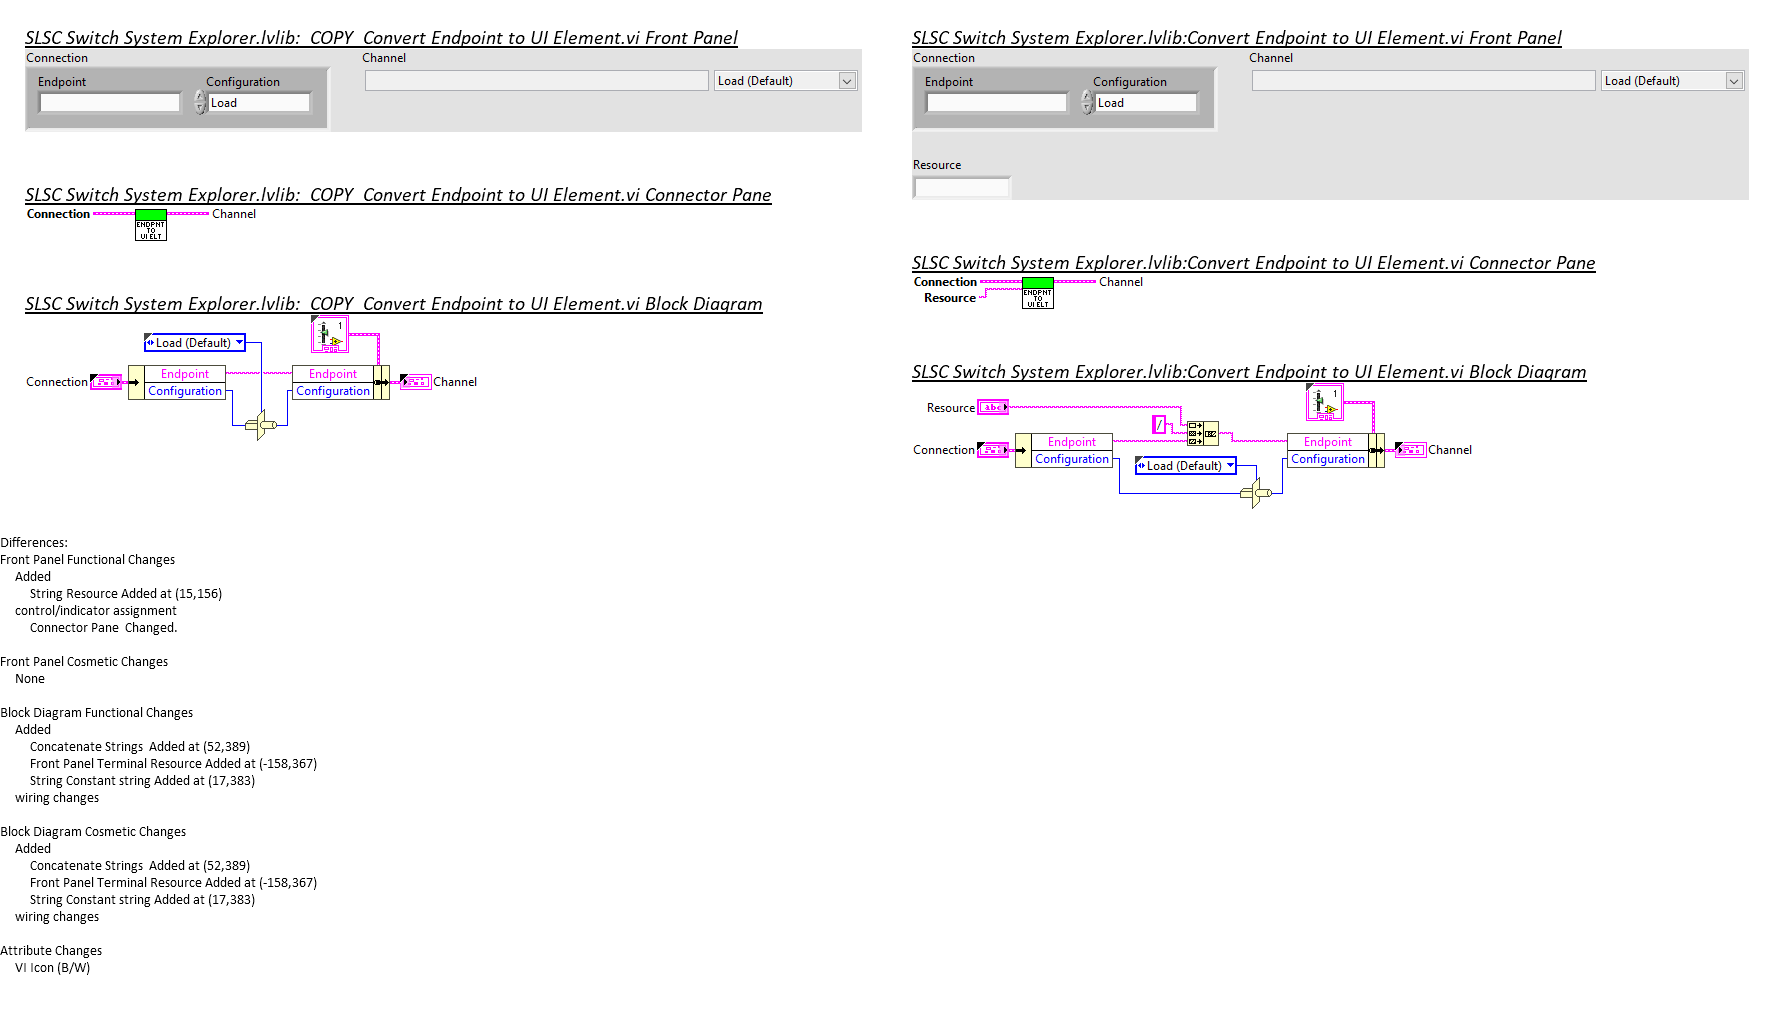 SLSC Switch System Explorer.lvlib:_COPY_Convert Endpoint to UI Element.vi Front Panel
Connection
Channel
Endpoint
Configuration
Load (Default)
Load
SLSC Switch System Explorer.lvlib:_COPY_Convert Endpoint to UI Element.vi Connector Pane
Connection
Channel
ENDPNT
TO
UI ELT
SLSC Switch System Explorer.lvlib:_COPY_Convert Endpoint to UI Element.vi Block Diagram
1
Load (Default)
Endpoint
Endpoint
Connection
Channel
Configuration
Configuration
SLSC Switch System Explorer.lvlib:Convert Endpoint to UI Element.vi Front Panel
Connection
Channel
Endpoint
Configuration
Load (Default)
Load
Resource
SLSC Switch System Explorer.lvlib:Convert Endpoint to UI Element.vi Connector Pane
Connection
Channel
Resource
ENDPNT
TO
UI ELT
SLSC Switch System Explorer.lvlib:Convert Endpoint to UI Element.vi Block Diagram
1
Resource
abc
/
Endpoint
Endpoint
Connection
Channel
Configuration
Load (Default)
Configuration
Differences:
Front Panel Functional Changes
Added
String Resource Added at (15,156)
control/indicator assignment
Connector Pane  Changed.
Front Panel Cosmetic Changes
None
Block Diagram Functional Changes
Added
Concatenate Strings  Added at (52,389)
Front Panel Terminal Resource Added at (-158,367)
String Constant string Added at (17,383)
wiring changes
Block Diagram Cosmetic Changes
Added
Concatenate Strings  Added at (52,389)
Front Panel Terminal Resource Added at (-158,367)
String Constant string Added at (17,383)
wiring changes
Attribute Changes
VI Icon (B/W)